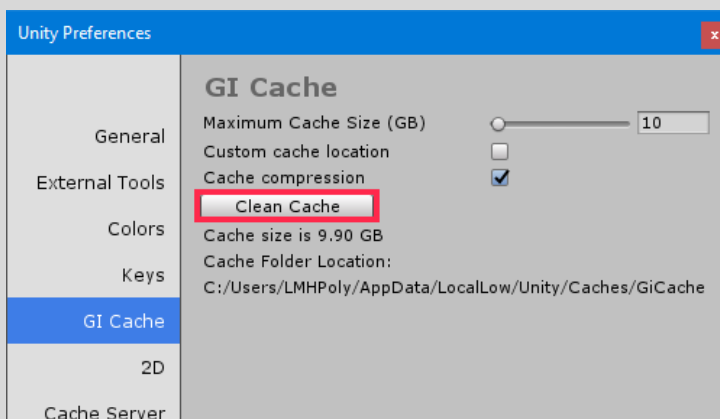 Unity Preferences
x
GI Cache
Maximum Cache Size (GB)
10
General
Custom cache location
Cache compression
External Tools
Clean Cache
Colors
Cache size is 9.90 GB
Cache Folder Location:
Keys
C:/Users/LMHPoly/AppData/LocalLow/Unity/Caches/GiCache
GI Cache
2D
Cache Server